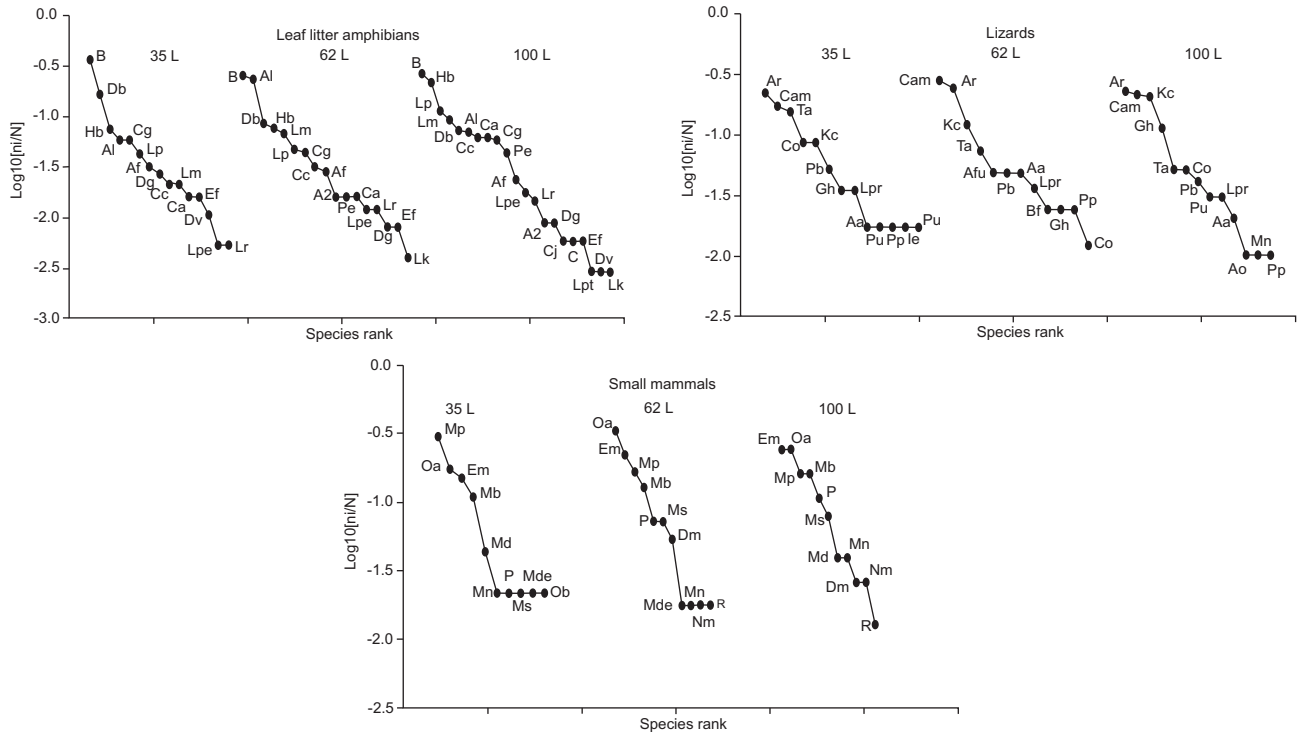 Leaf litter amphibians
35 L 62 L 100 L
Log10[ni/N]
0.0
-0.5
-1.0
-1.5
-2.0
-2.5
-3.0
B
Db
Hb
Al
Cg
Lp
Af
Dg
Lm
Cc
Ca
Ef
Dv
Lpe
Lr
B
Al
Db
Hb
Lm
Lp
Cg
Cc
Af
A2
Pe
Ca
Lpe
Lr
Dg
Ef
Lk
B
Hb
Lp
Lm
Db
Al
Cc
Ca
Cg
Pe
Af
Lpe
Lr
A2
Dg
Cj
C
Ef
Lpt
Dv
Lk
Species rank
Lizards
35 L 62 L 100 L
Log10[ni/N]
0.0
-0.5
-1.0
-1.5
-2.0
-2.5
Ar
Cam
Ta
Co
Kc
Pb
Gh
Lpr
Aa
Pu
Pp
Ie
Pu
Cam
Ar
Kc
Ta
Afu
Pb
Aa
Lpr
Bf
Gh
Pp
Co
Ar
Cam
Kc
Gh
Ta
Co
Pb
Pu
Lpr
Aa
Ao
Mn
Pp
Species rank
Small mammals
35 L 62 L 100 L
Log10[ni/N]
0.0
-0.5
-1.0
-1.5
-2.0
-2.5
Mp
Oa
Em
Mb
Md
Mn
P
Ms
Mde
Ob
Oa
Em
Mp
Mb
P
Ms
Dm
Mde
Mn
Nm
R
Em
Oa
Mp
Mb
P
Ms
Md
Mn
Dm
Nm
R
Species rank